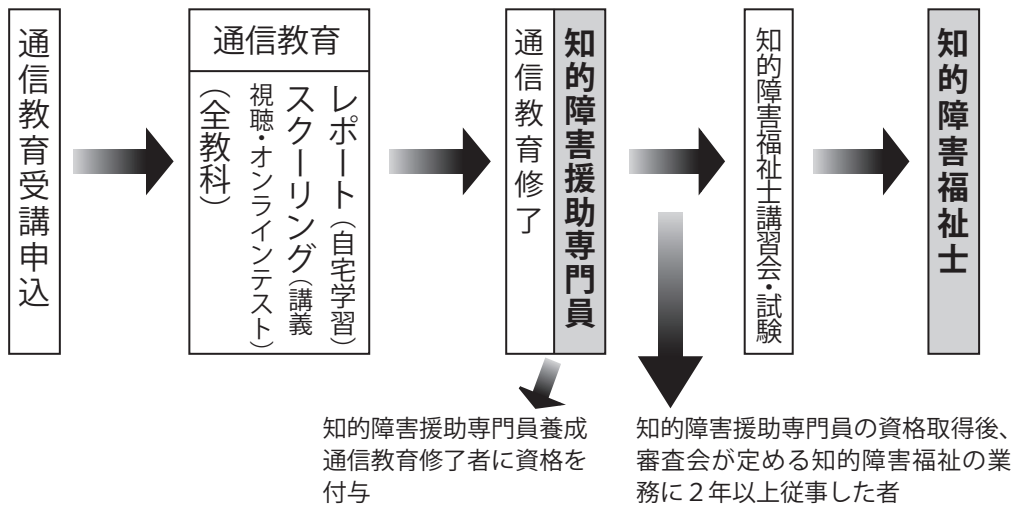 通信教育受講申込
通信教育
レポート（自宅学習）
スクーリング（講義
視聴・オンラインテスト）
（全教科）
通信教育修了
知的障害援助専門員
知的障害福祉士講習会・試験
知的障害福祉士
知的障害援助専門員養成
通信教育修了者に資格を
付与
知的障害援助専門員の資格取得後、
審査会が定める知的障害福祉の業
務に２年以上従事した者